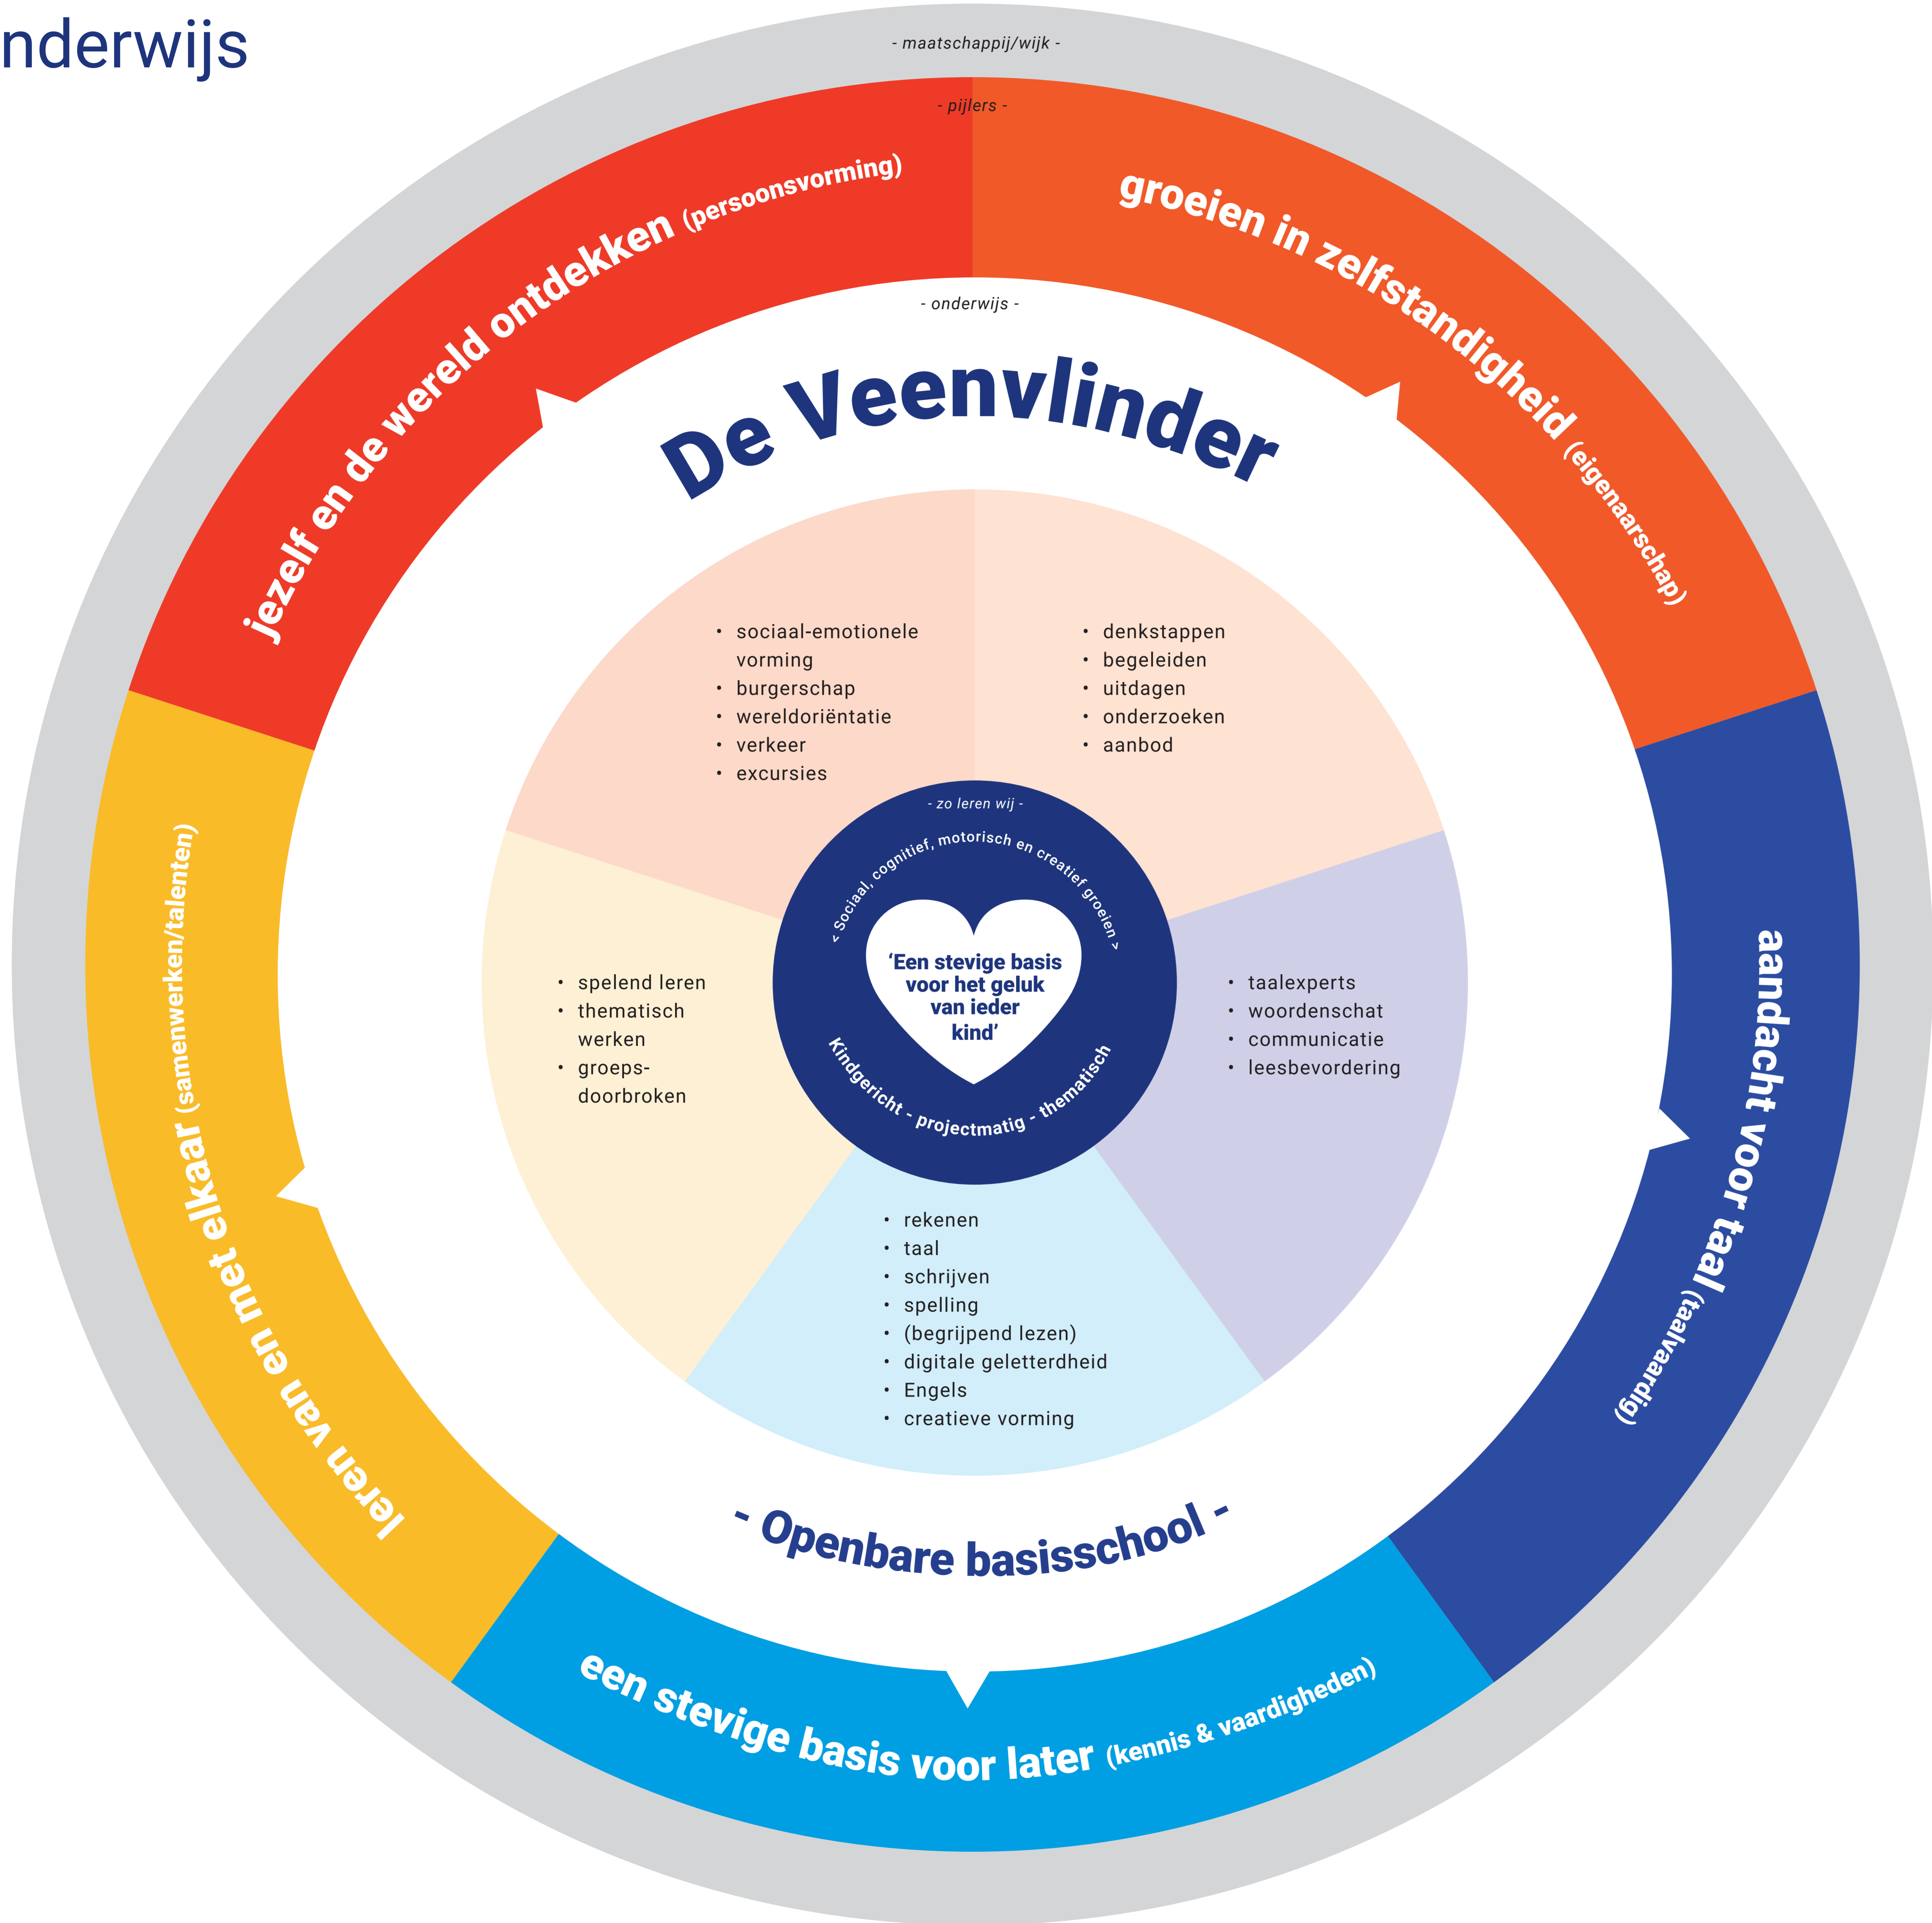 nderwijs
- maatschappij/wijk -
- pijlers -
jezelf en de wereld ontdekken (persoonsvorming)
groeien in zelfstandigheid (eigenaarschap)
- onderwijs -
De Veenvlinder
• sociaal-emotionele
vorming
• burgerschap
• wereldoriëntatie
• verkeer
• excursies
• denkstappen
• begeleiden
• uitdagen
• onderzoeken
• aanbod
- zo leren wij -
< Sociaal, cognitief, motorisch en creatief groeien >
‘Een stevige basis
voor het geluk
van ieder
kind’
Kindgericht - projectmatig - thematisch
• spelend leren
• thematisch
werken
• groeps-
doorbroken
• taalexperts
• woordenschat
• communicatie
• leesbevordering
• rekenen
• taal
• schrijven
• spelling
• (begrijpend lezen)
• digitale geletterdheid
• Engels
• creatieve vorming
leren van en met elkaar (samenwerken/talenten)
aandacht voor taal (taalvaardig)
- Openbare basisschool -
een stevige basis voor later (kennis & vaardigheden)